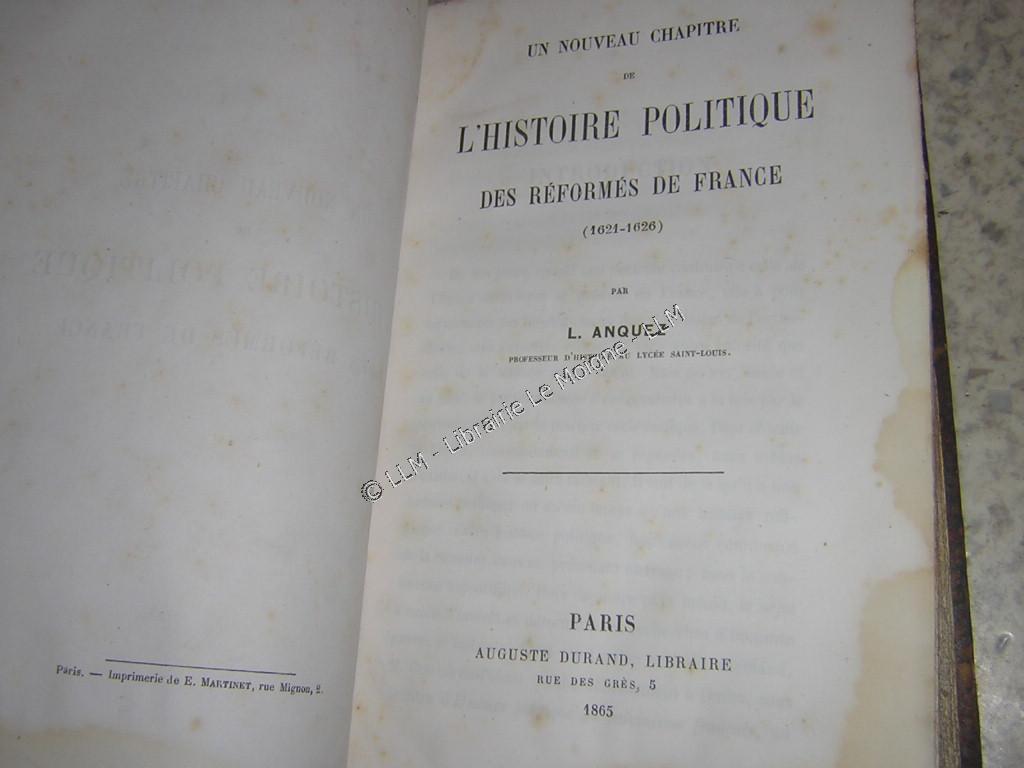 UN NOUVEAU CHAPITRE
DE
L'HISTOIRE POLITIQUE
DES RÉFORMÉS DE FRANCE
(1621-1626)
PAR
L. ANQUEZ
PROFESSEUR D'HISTOIRE AU LYCÉE SAINT-LOUIS.
PARIS
AUGUSTE DURAND, LIBRAIRE
RUE DES GRÈS, 5
1865
Paris. — Imprimerie de E. MARTINET, rue Mignon, 2.
© LLM - Librairie Le Moigne - LLM